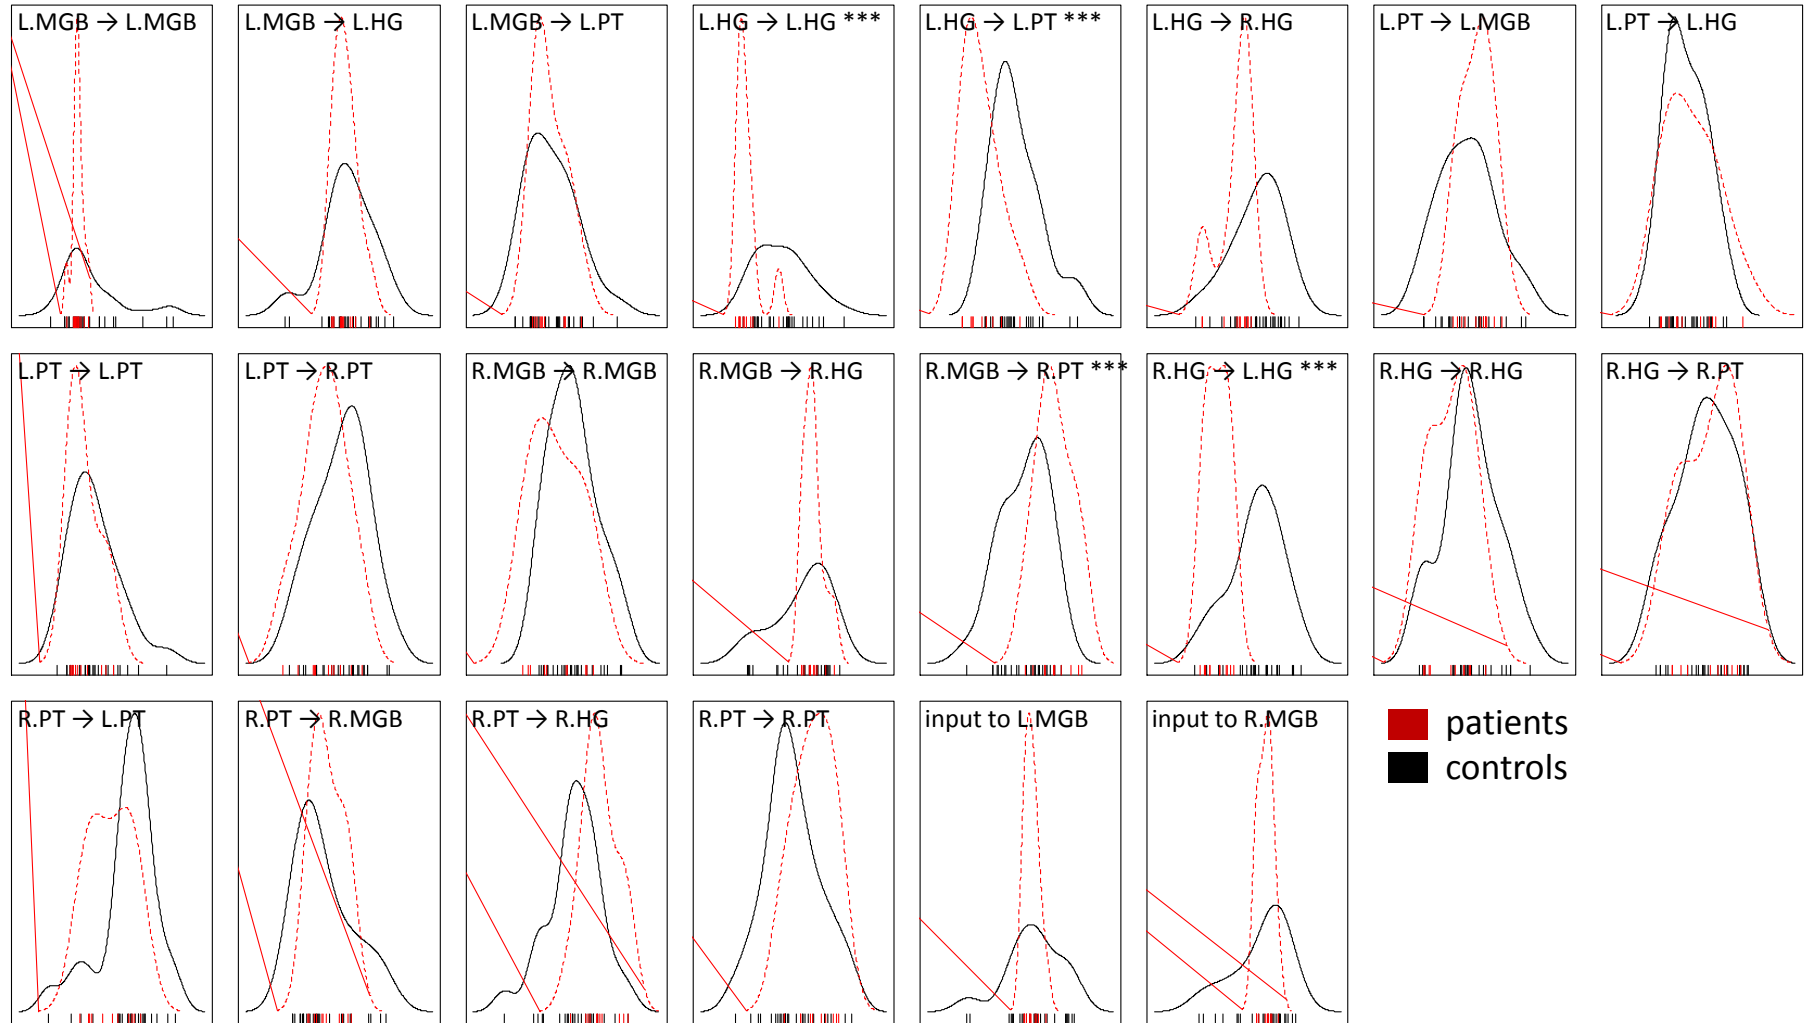 L.MGB → L.MGB
L.MGB → L.HG
L.MGB → L.PT
L.HG → L.HG ***
L.HG → L.PT ***
L.HG → R.HG
L.PT → L.MGB
L.PT → L.HG
L.PT → L.PT
L.PT → R.PT
R.MGB → R.MGB
R.MGB → R.HG
R.MGB → R.PT ***
R.HG → L.HG ***
R.HG → R.HG
R.HG → R.PT
R.PT → L.PT
R.PT → R.MGB
R.PT → R.HG
R.PT → R.PT
input to L.MGB
input to R.MGB
patients
controls